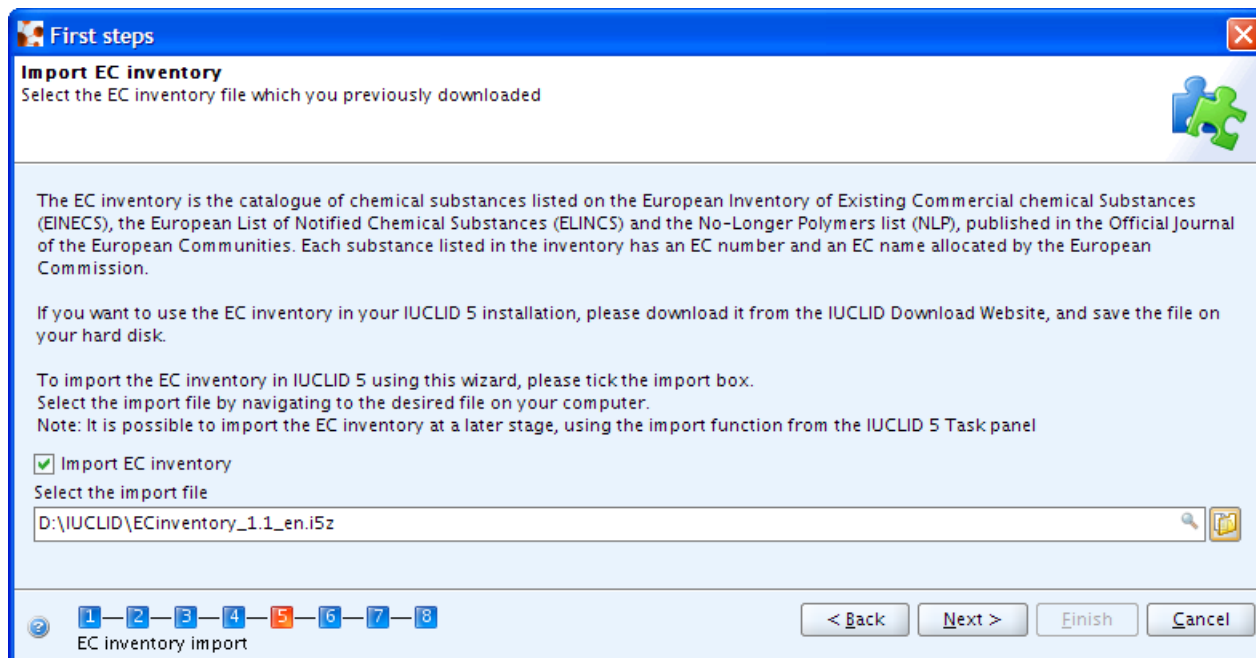 First steps
Import EC inventory
Select the EC inventory file which you previously downloaded
The EC inventory is the catalogue of chemical substances listed on the European Inventory of Existing Commercial chemical Substances
(EINECS), the European List of Notified Chemical Substances (ELINCS) and the No-Longer Polymers list (NLP), published in the Official Journal
of the European Communities. Each substance listed in the inventory has an EC number and an EC name allocated by the European
Commission.
If you want to use the EC inventory in your IUCLID 5 installation, please download it from the IUCLID Download Website, and save the file on
your hard disk.
To import the EC inventory in IUCLID 5 using this wizard, please tick the import box.
Select the import file by navigating to the desired file on your computer.
Note: It is possible to import the EC inventory at a later stage, using the import function from the IUCLID 5 Task panel
Import EC inventory
Select the import file
D:\IUCLID\ECinventory_1.1_en.i5z
1 2 3 4 5 6 7 8
EC inventory import
< Back Next > Finish Cancel